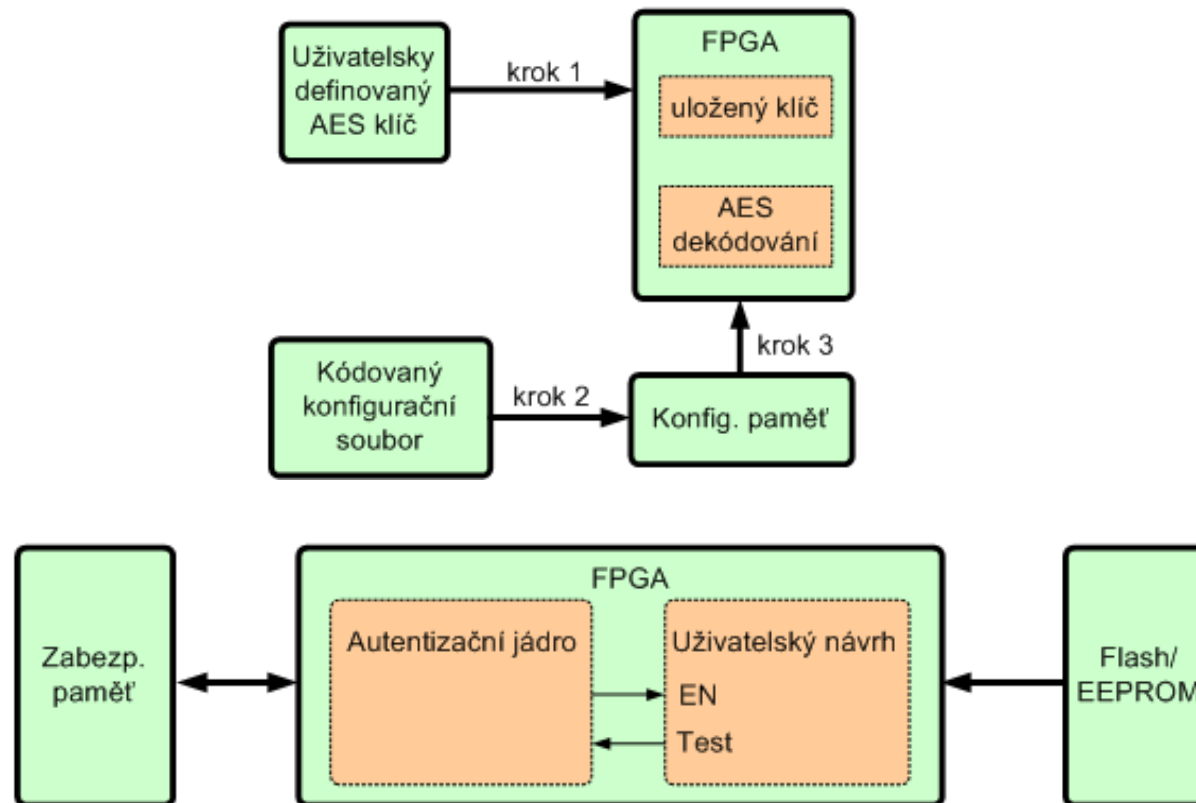 Uživatelsky
definovaný
AES klíč
krok 1
FPGA
uložený klíč
AES
dekódování
krok 3
Kódovaný
konfigurační
soubor
krok 2
Konfig. paměť
FPGA
Zabezp.
paměť
Autentizační jádro
Uživatelský návrh
EN
Test
Flash/
EEPROM